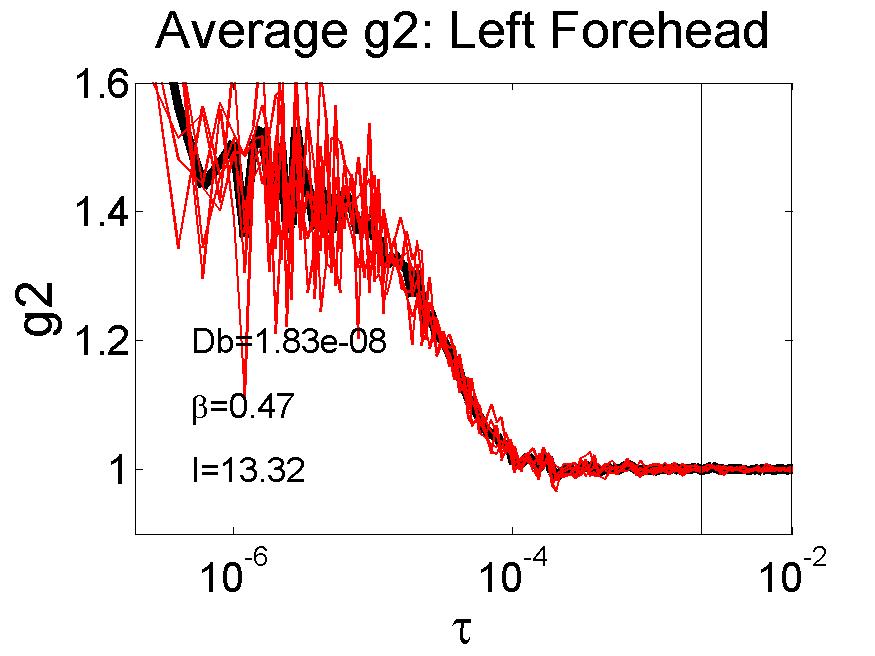 Average g2: Left Forehead
1.6
1.4
1.2
1
g2
Db=1.83e-08
β=0.47
I=13.32
10^-6
10^-4
10^-2
τ